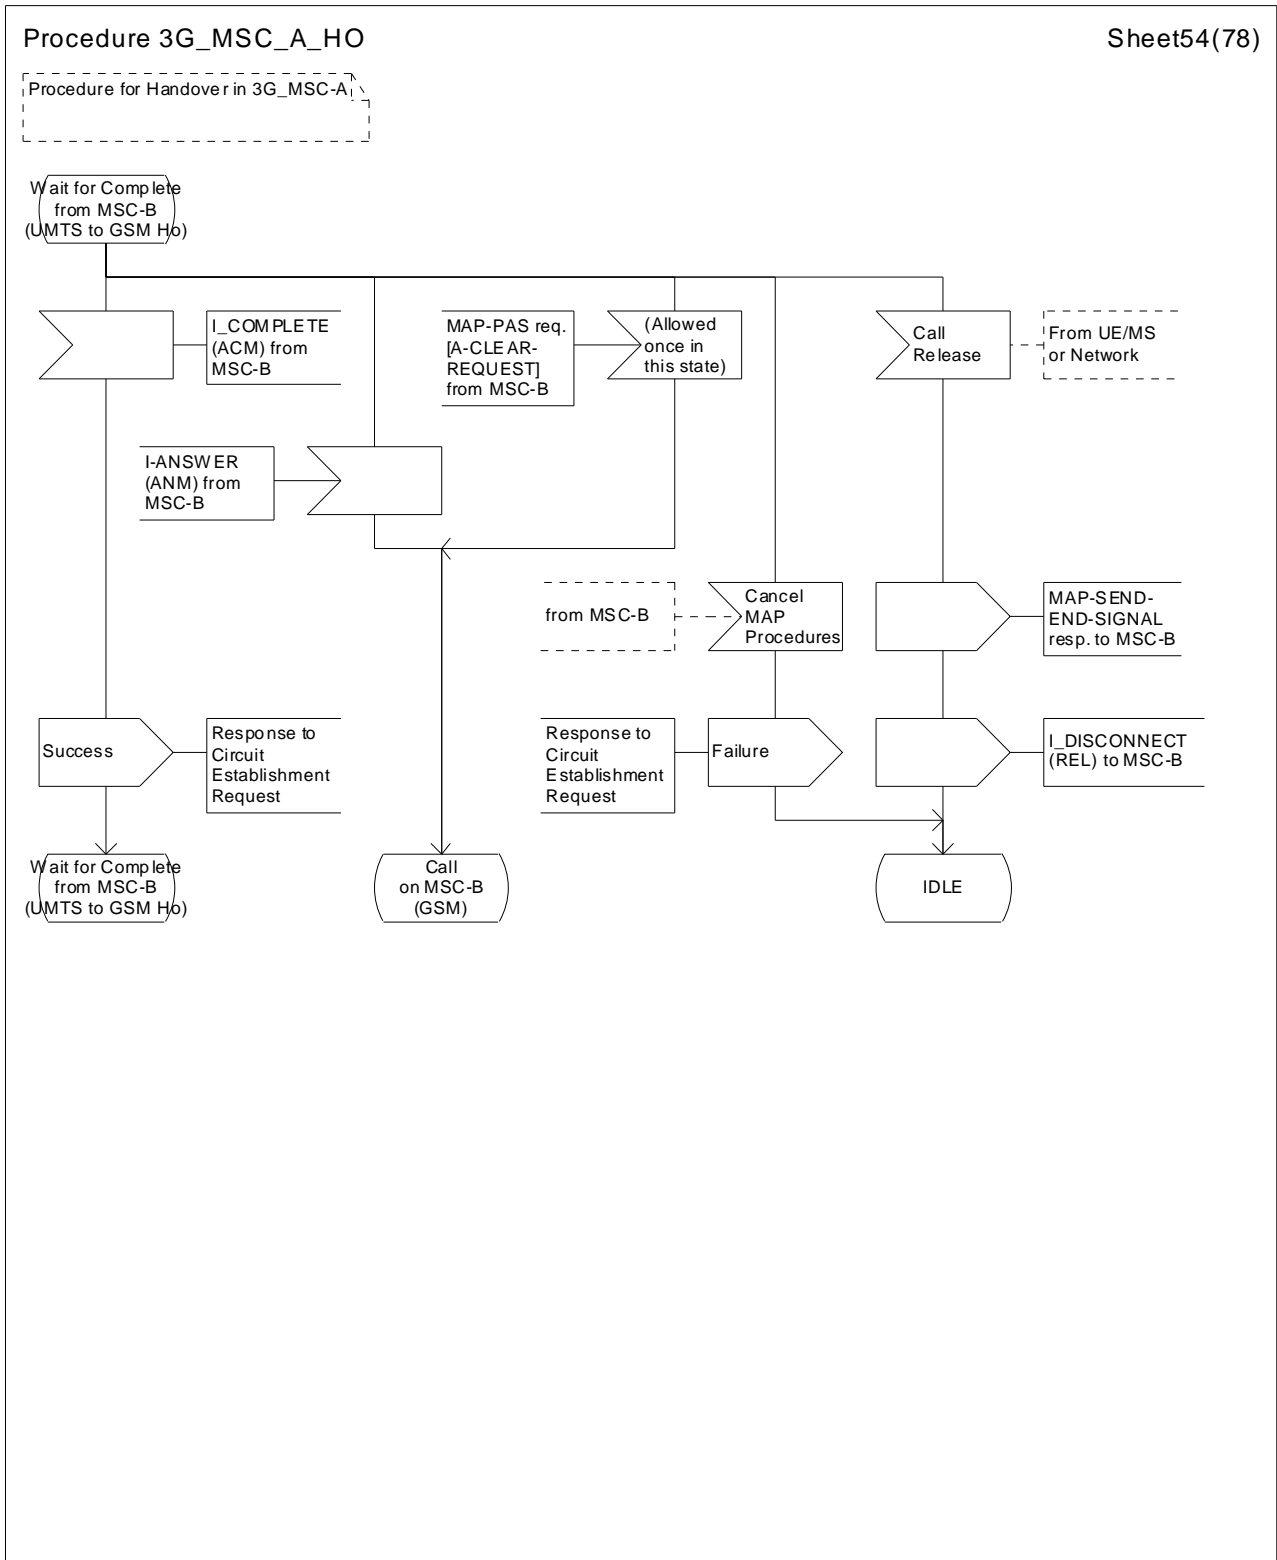 Procedure 3G_MSC_A_HO
Sheet54(78)
Procedure for Handover in 3G_MSC-A
Wait for Complete
from MSC-B
(UMTS to GSM Ho)
I_COMPLETE
(ACM) from
MSC-B
MAP-PAS req.
[A-CLEAR-
REQUEST]
from MSC-B
(Allowed
once in
this state)
Call
Release
From UE/MS
or Network
I-ANSWER
(ANM) from
MSC-B
from MSC-B
Cancel
MAP
Procedures
MAP-SEND-
END-SIGNAL
resp. to MSC-B
Success
Response to
Circuit
Establishment
Request
Response to
Circuit
Establishment
Request
Failure
I_DISCONNECT
(REL) to MSC-B
Wait for Complete
from MSC-B
(UMTS to GSM Ho)
Call
on MSC-B
(GSM)
IDLE